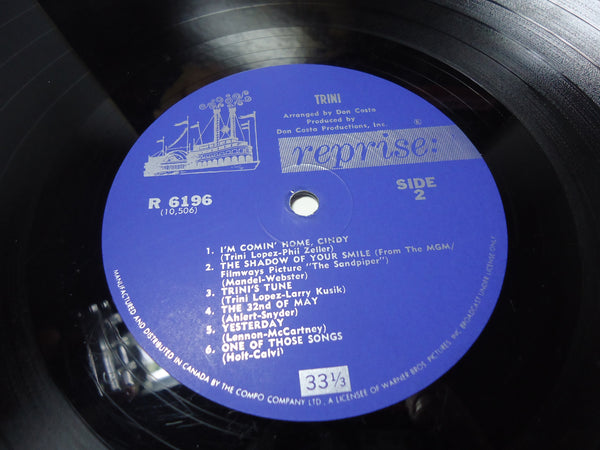 TRINI
Arranged by Don Costa
Produced by
Don Costa Productions, Inc.
®
reprise:
R 6196
(10,506)
SIDE
2
1. I'M COMIN' HOME, CINDY
(Trini Lopez-Phil Zeller)
2. THE SHADOW OF YOUR SMILE (From The MGM/
Filmways Picture "The Sandpiper")
(Mandel-Webster)
3. TRINI'S TUNE
(Trini Lopez-Larry Kusik)
4. THE 32nd OF MAY
(Ahlert-Snyder)
5. YESTERDAY
(Lennon-McCartney)
6. ONE OF THOSE SONGS
(Holt-Calvi)
33⅓
MANUFACTURED AND DISTRIBUTED IN CANADA BY THE COMPO COMPANY LTD., A LICENSEE OF WARNER BROS. PICTURES INC. BROADCAST UNDER LICENSE ONLY.